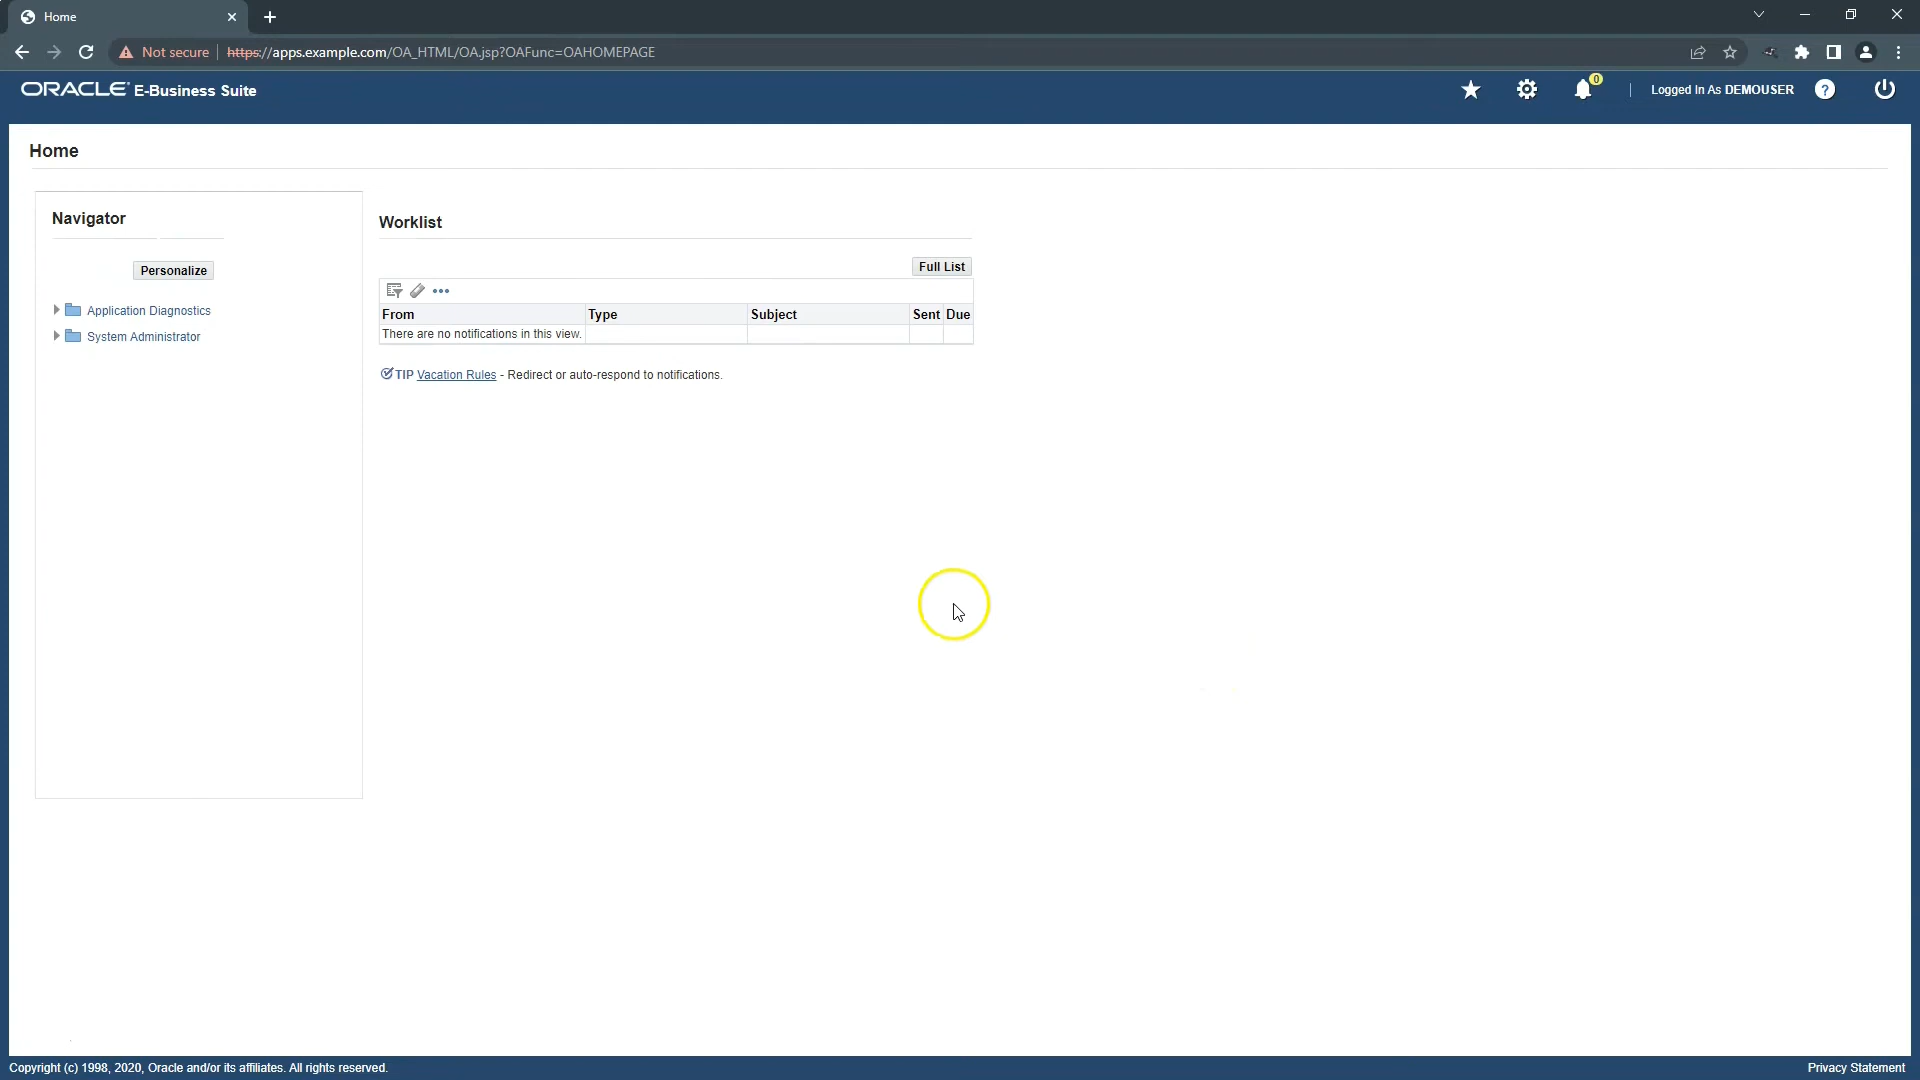 Home
Not secure https://apps.example.com/OA_HTML/OA.jsp?OAFunc=OAHOMEPAGE
ORACLE E-Business Suite
0
Logged In As DEMOUSER ?
Home
Navigator
Personalize
Application Diagnostics
System Administrator
Worklist
Full List
From Type Subject Sent Due
There are no notifications in this view.
TIP Vacation Rules - Redirect or auto-respond to notifications.
Copyright (c) 1998, 2020, Oracle and/or its affiliates. All rights reserved.
Privacy Statement